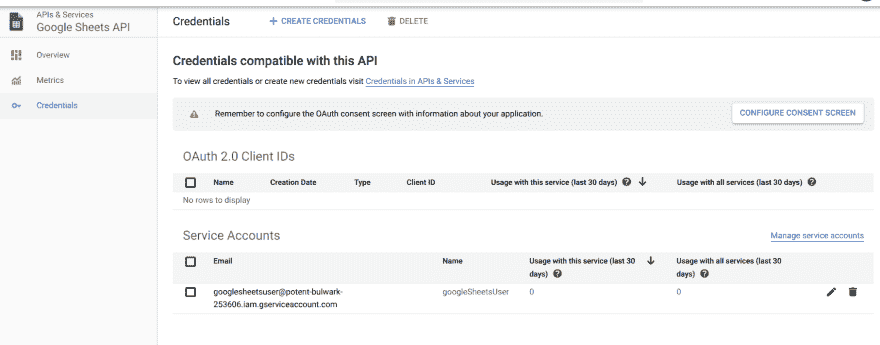 APIs & Services
Google Sheets API
Overview
Metrics
Credentials
Credentials
+ CREATE CREDENTIALS
DELETE
Credentials compatible with this API
To view all credentials or create new credentials visit Credentials in APIs & Services
Remember to configure the OAuth consent screen with information about your application.
CONFIGURE CONSENT SCREEN
OAuth 2.0 Client IDs
Name Creation Date Type Client ID Usage with this service (last 30 days) ? Usage with all services (last 30 days) ?
No rows to display
Service Accounts
Manage service accounts
Email Name Usage with this service (last 30 Usage with all services (last 30
days) ? days) ?
googlesheetsuser@potent-bulwark- googleSheetsUser 0 0
253606.iam.gserviceaccount.com